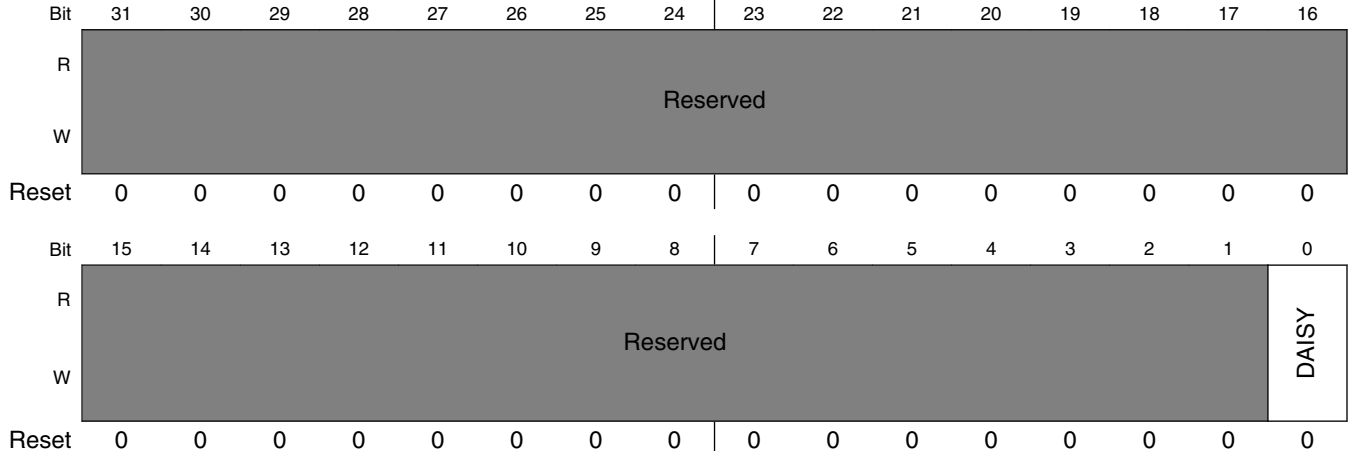 Bit 31 30 29 28 27 26 25 24 23 22 21 20 19 18 17 16
R
Reserved
W
Reset 0 0 0 0 0 0 0 0 0 0 0 0 0 0 0 0
Bit 15 14 13 12 11 10 9 8 7 6 5 4 3 2 1 0
R
Reserved DAISY
W
Reset 0 0 0 0 0 0 0 0 0 0 0 0 0 0 0 0